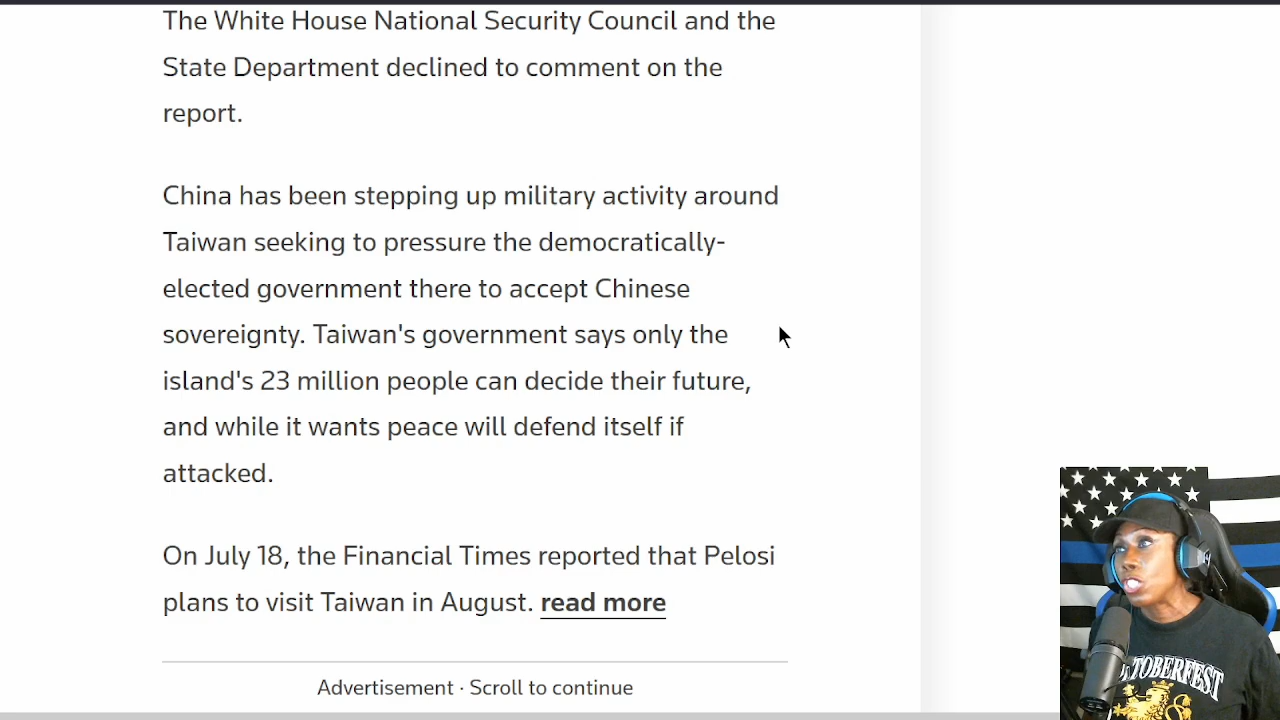 The White House National Security Council and the
State Department declined to comment on the
report.
China has been stepping up military activity around
Taiwan seeking to pressure the democratically-
elected government there to accept Chinese
sovereignty. Taiwan's government says only the
island's 23 million people can decide their future,
and while it wants peace will defend itself if
attacked.
On July 18, the Financial Times reported that Pelosi
plans to visit Taiwan in August. read more
Advertisement · Scroll to continue